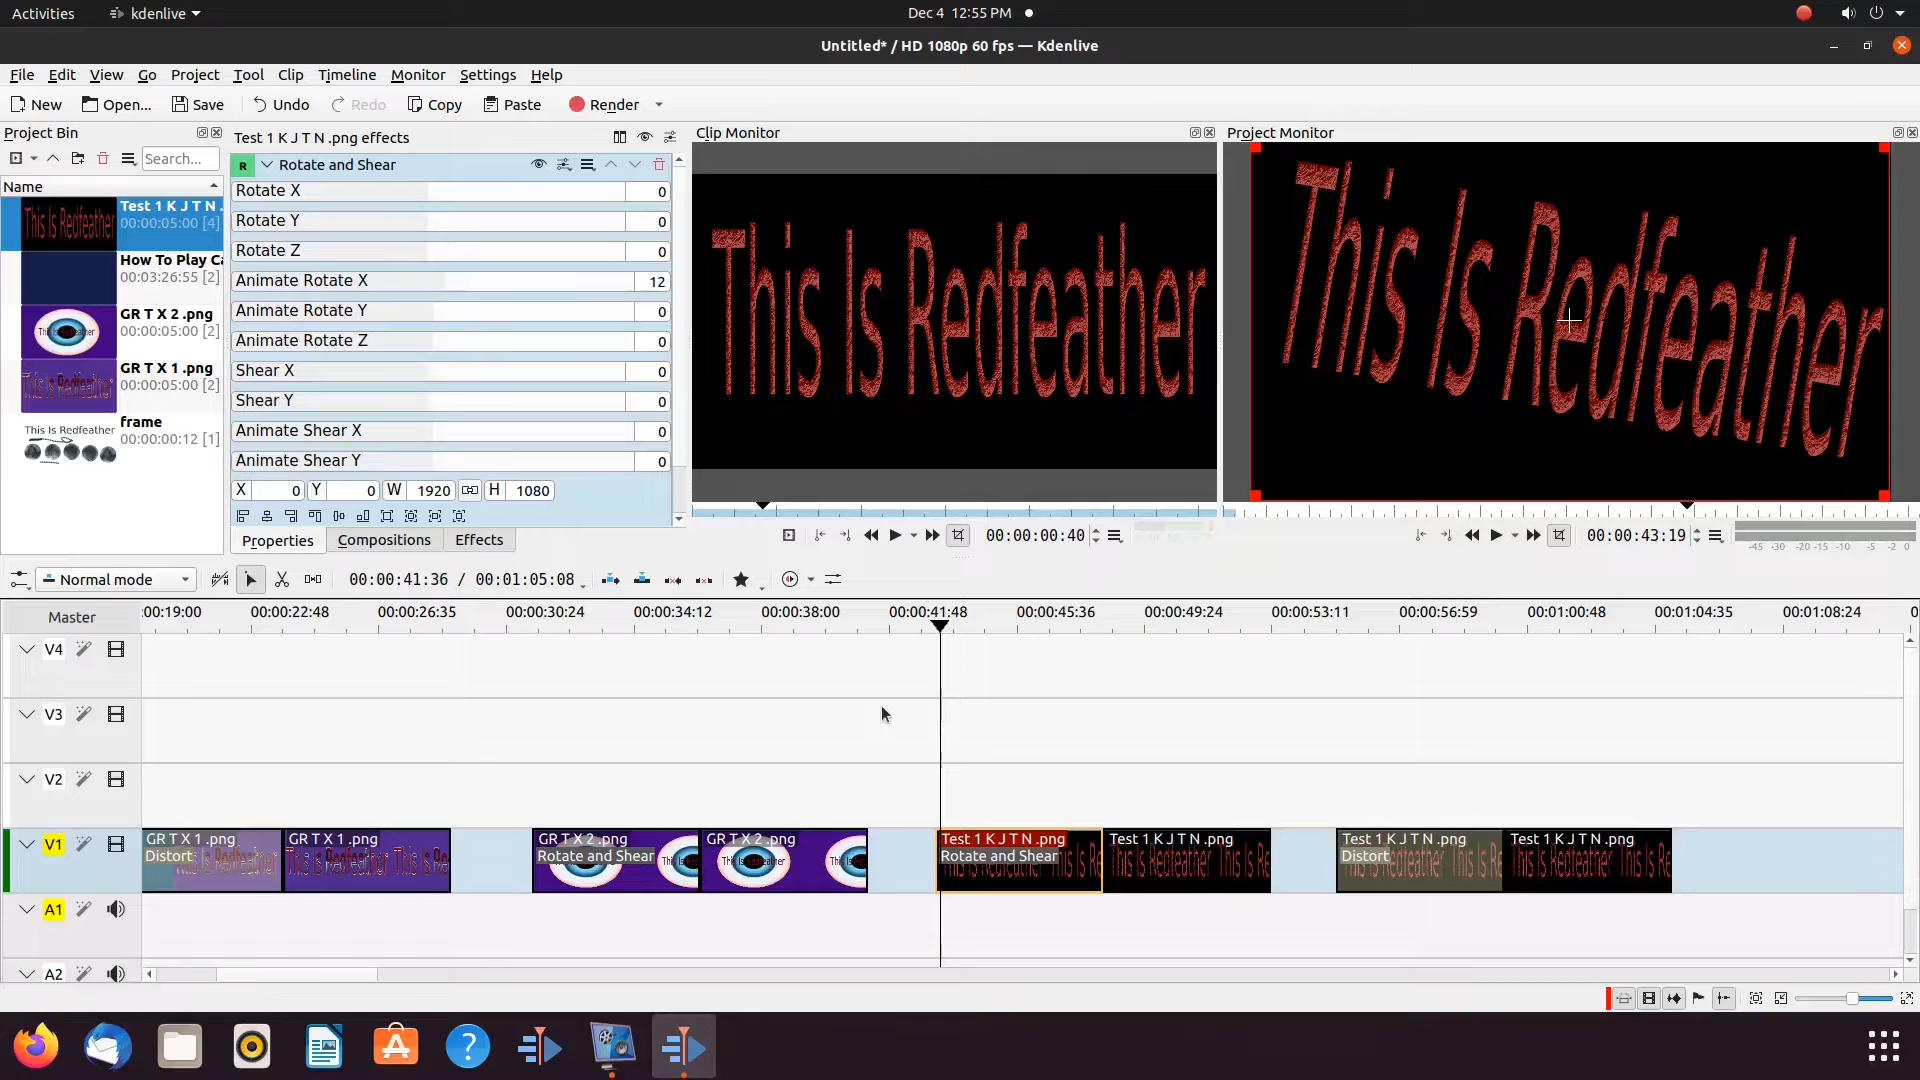 Activities kdenlive Dec 4 12:55 PM
Untitled* / HD 1080p 60 fps — Kdenlive
File Edit View Go Project Tool Clip Timeline Monitor Settings Help
New Open... Save Undo Redo Copy Paste Render
Project Bin
Search...
Name
Test 1 K J T N .
00:00:05:00 [4]
How To Play Ca
00:03:26:55 [2]
GR T X 2 .png
00:00:05:00 [2]
GR T X 1 .png
00:00:05:00 [2]
frame
00:00:00:12 [1]
This Is Redfeather
This Is Redfeather
This Is Redfeather
This Is Redfeather
Test 1 K J T N .png effects
R Rotate and Shear
Rotate X 0
Rotate Y 0
Rotate Z 0
Animate Rotate X 12
Animate Rotate Y 0
Animate Rotate Z 0
Shear X 0
Shear Y 0
Animate Shear X 0
Animate Shear Y 0
X 0 Y 0 W 1920 H 1080
Properties Compositions Effects
Clip Monitor
This Is Redfeather
00:00:00:40
Project Monitor
This Is Redfeather
00:00:43:19
-45 -30 -20 -15 -10 -5 -2 0
Normal mode 00:00:41:36 / 00:01:05:08
Master :00:19:00 00:00:22:48 00:00:26:35 00:00:30:24 00:00:34:12 00:00:38:00 00:00:41:48 00:00:45:36 00:00:49:24 00:00:53:11 00:00:56:59 00:01:00:48 00:01:04:35 00:01:08:24 0
V4
V3
V2
V1
GR T X 1 .png GR T X 1 .png GR T X 2 .png GR T X 2 .png Test 1 K J T N .png Test 1 K J T N .png Test 1 K J T N .png Test 1 K J T N .png
Distort Rotate and Shear Rotate and Shear Distort
A1
A2